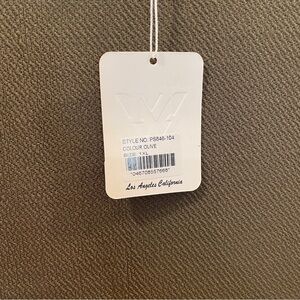 STYLE NO: PS846-104
COLOUR: OLIVE
SIZE: 1XL
Los Angeles California